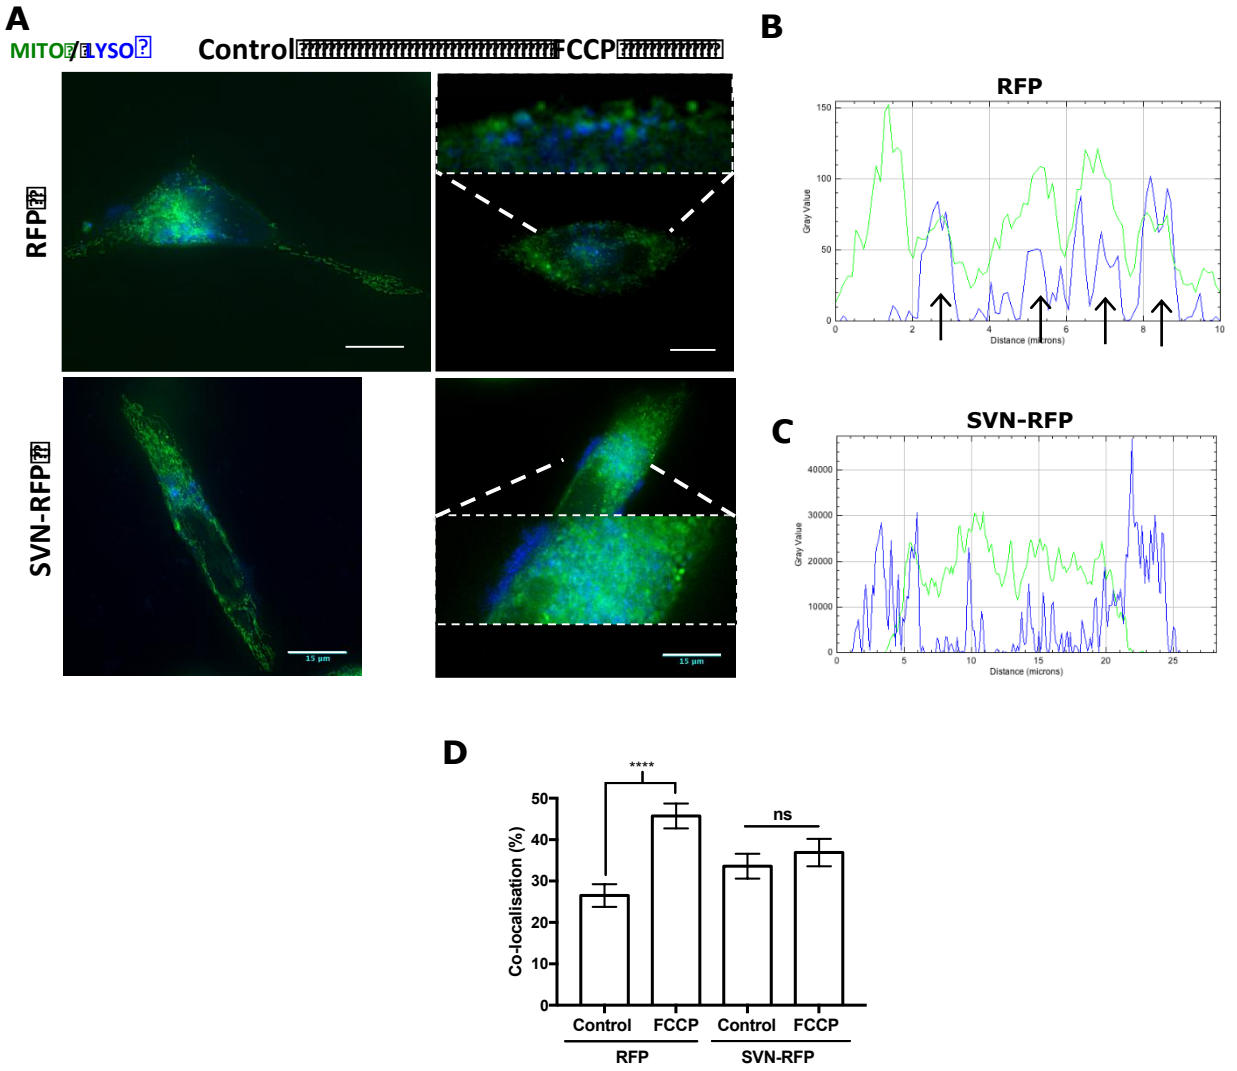 A
MITO/LYSO
Control FCCP
RFP
SVN-RFP
15 μm
15 μm
B
RFP
150
100
50
0
Gray Value
0 2 4 6 8 10
Distance (microns)
C
SVN-RFP
40000
30000
20000
10000
0
Gray Value
0 5 10 15 20 25
Distance (microns)
D
**** 
ns
50
40
30
20
10
0
Co-localisation (%)
Control FCCP Control FCCP
RFP SVN-RFP